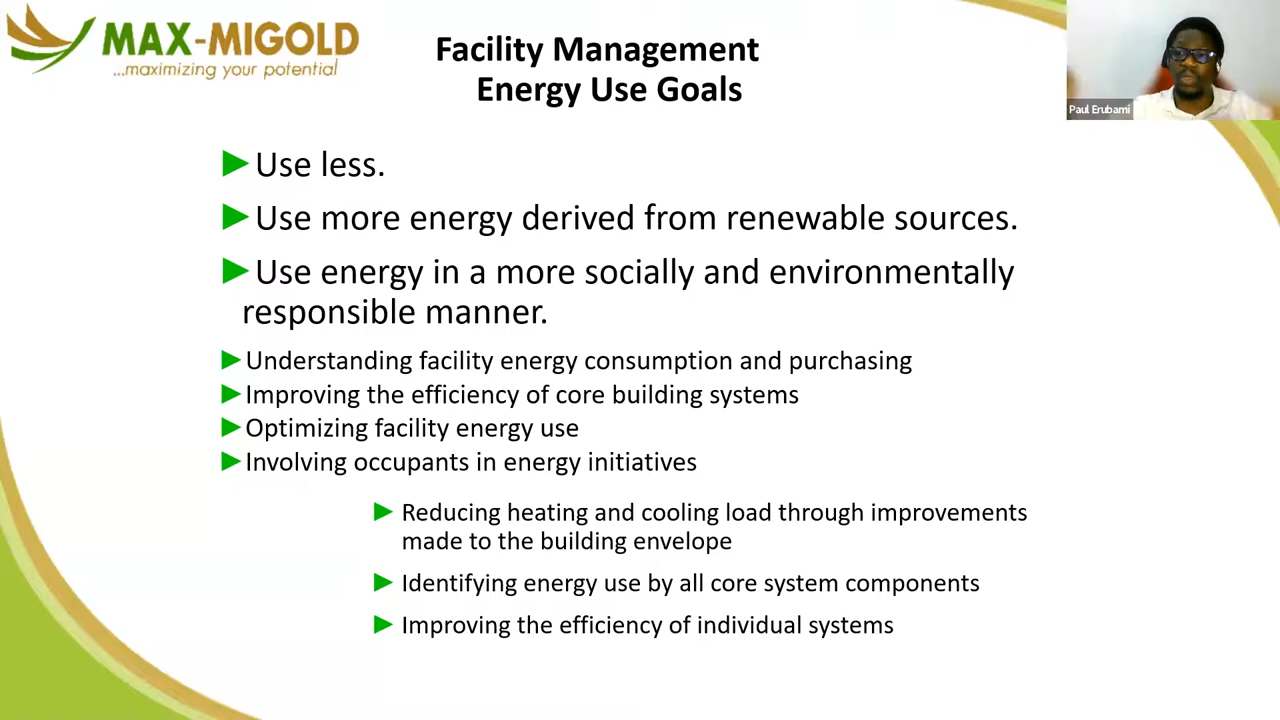 MAX-MIGOLD
...maximizing your potential
Facility Management
Energy Use Goals
Paul Erubami
Use less.
Use more energy derived from renewable sources.
Use energy in a more socially and environmentally
responsible manner.
Understanding facility energy consumption and purchasing
Improving the efficiency of core building systems
Optimizing facility energy use
Involving occupants in energy initiatives
Reducing heating and cooling load through improvements
made to the building envelope
Identifying energy use by all core system components
Improving the efficiency of individual systems